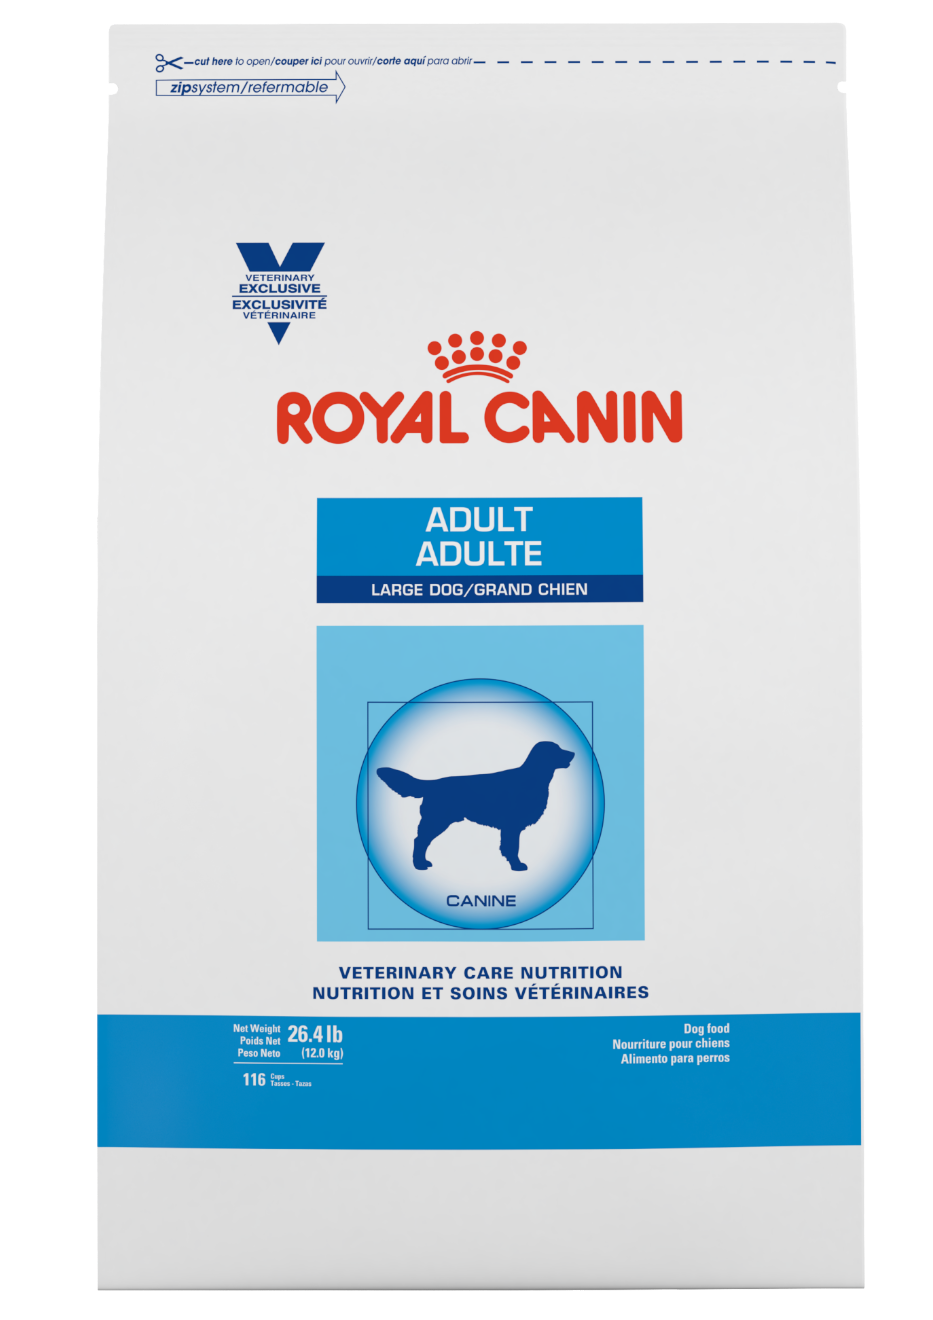 cut here to open/couper ici pour ouvrir/corte aquí para abrir
zipsystem/refermable
VETERINARY
EXCLUSIVE
EXCLUSIVITÉ
VÉTÉRINAIRE
ROYAL CANIN
ADULT
ADULTE
LARGE DOG/GRAND CHIEN
CANINE
VETERINARY CARE NUTRITION
NUTRITION ET SOINS VÉTÉRINAIRES
Net Weight
Poids Net
Peso Neto
26.4 lb
(12.0 kg)
116 Cups
Tasses - Tazas
Dog food
Nourriture pour chiens
Alimento para perros